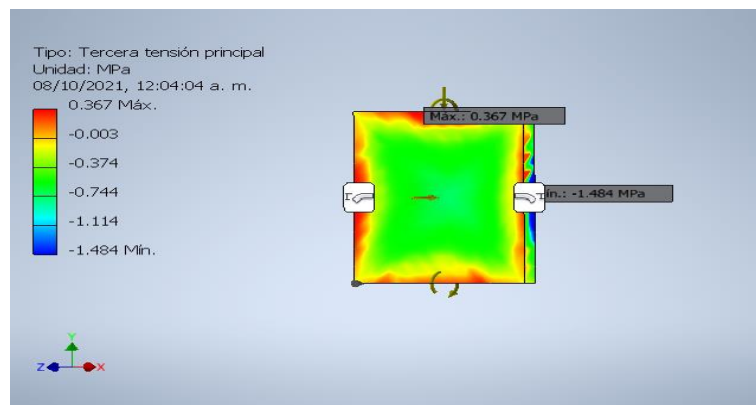 Tipo: Tercera tensión principal
Unidad: MPa
08/10/2021, 12:04:04 a. m.
0.367 Máx.
-0.003
-0.374
-0.744
-1.114
-1.484 Mín.
Máx.: 0.367 MPa
ín.: -1.484 MPa
Y
Z
X